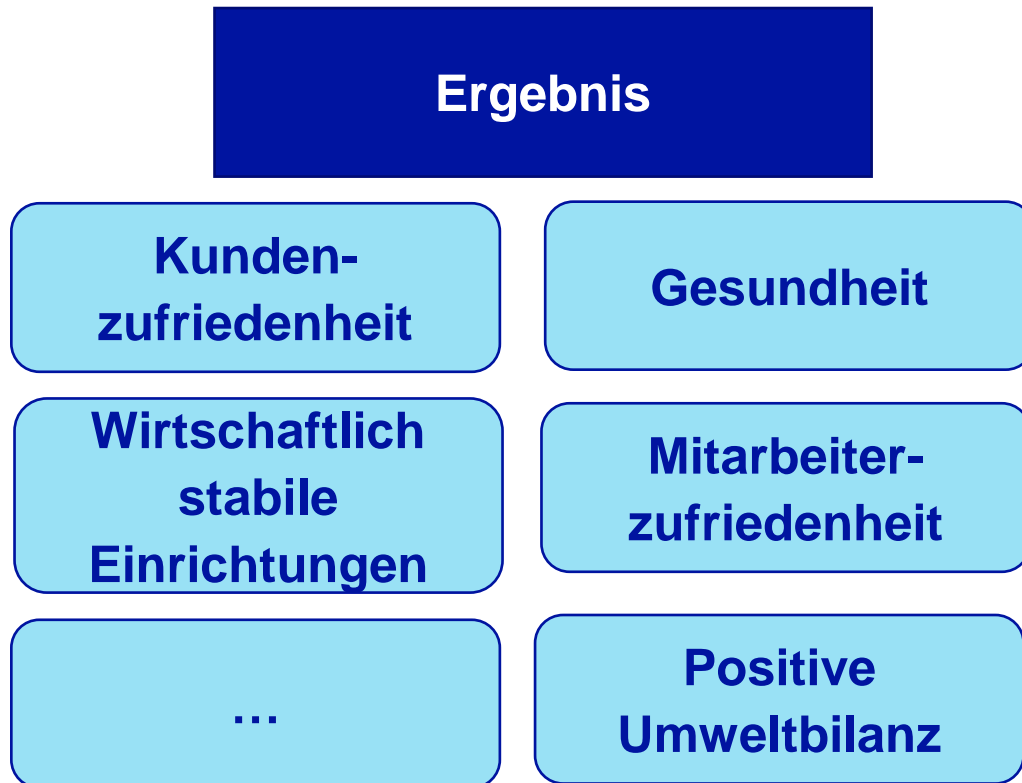 Ergebnis
Kunden-
zufriedenheit
Gesundheit
Wirtschaftlich
stabile
Einrichtungen
Mitarbeiter-
zufriedenheit
…
Positive
Umweltbilanz